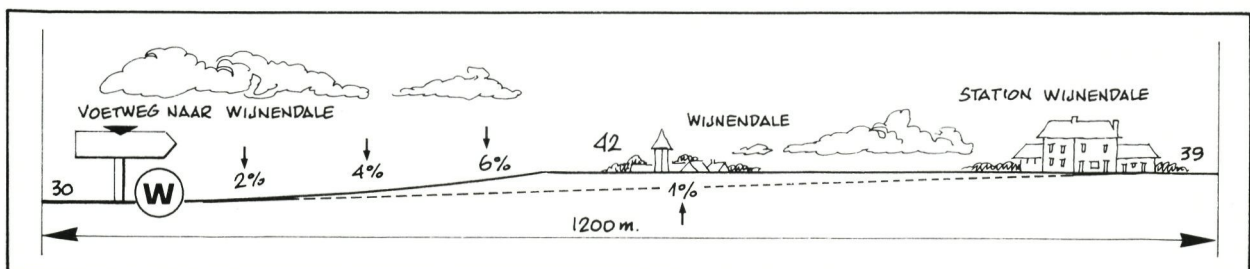 VOETWEG NAAR WIJNENDALE
STATION WIJNENDALE
WIJNENDALE
2%
4%
6%
42
39
30
W
1%
1200 m.